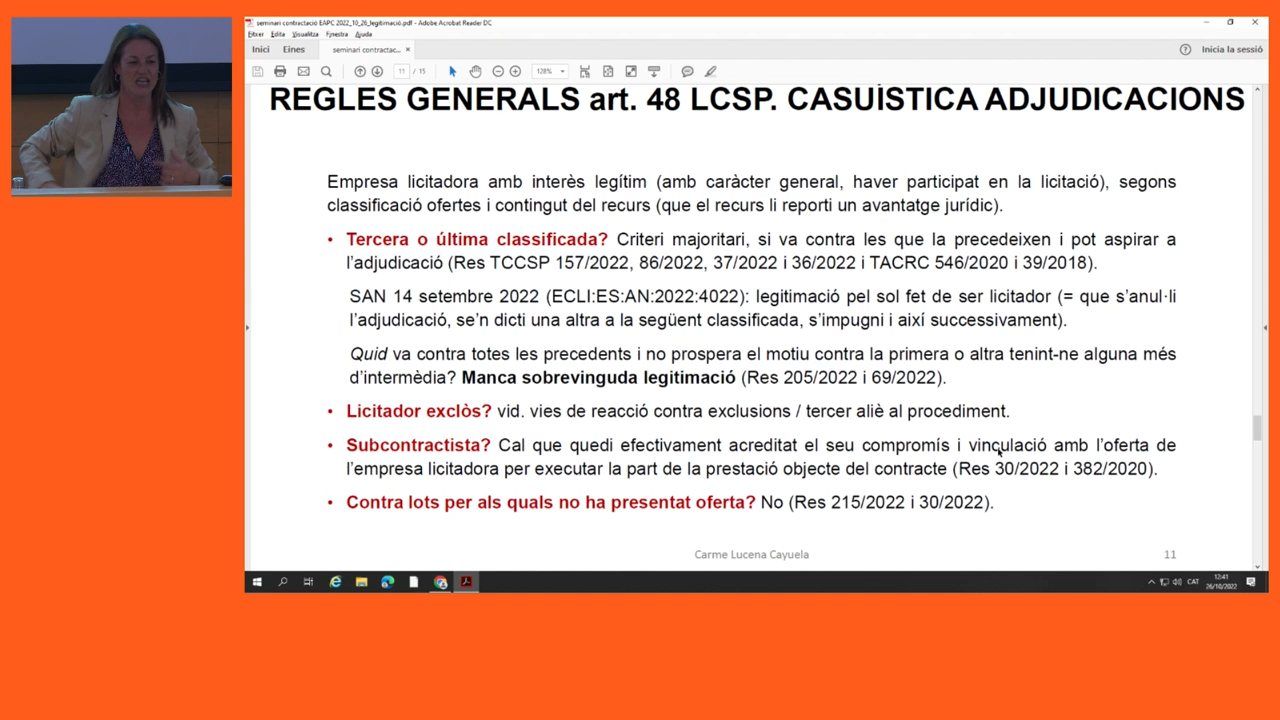 seminari contractació EAPC 2022_10_26_legitimació.pdf - Adobe Acrobat Reader DC
Fitxer Edita Visualitza Finestra Ajuda
Inici Eines seminari contractac... × Inicia la sessió
11 / 15 128%
REGLES GENERALS art. 48 LCSP. CASUÍSTICA ADJUDICACIONS
Empresa licitadora amb interès legítim (amb caràcter general, haver participat en la licitació), segons
classificació ofertes i contingut del recurs (que el recurs li reporti un avantatge jurídic).
• Tercera o última classificada? Criteri majoritari, si va contra les que la precedeixen i pot aspirar a
l’adjudicació (Res TCCSP 157/2022, 86/2022, 37/2022 i 36/2022 i TACRC 546/2020 i 39/2018).
SAN 14 setembre 2022 (ECLI:ES:AN:2022:4022): legitimació pel sol fet de ser licitador (= que s’anul·li
l’adjudicació, se’n dicti una altra a la següent classificada, s’impugni i així successivament).
Quid va contra totes les precedents i no prospera el motiu contra la primera o altra tenint-ne alguna més
d’intermèdia? Manca sobrevinguda legitimació (Res 205/2022 i 69/2022).
• Licitador exclòs? vid. vies de reacció contra exclusions / tercer aliè al procediment.
• Subcontractista? Cal que quedi efectivament acreditat el seu compromís i vinculació amb l’oferta de
l’empresa licitadora per executar la part de la prestació objecte del contracte (Res 30/2022 i 382/2020).
• Contra lots per als quals no ha presentat oferta? No (Res 215/2022 i 30/2022).
Carme Lucena Cayuela 11
CAT 12:41
26/10/2022